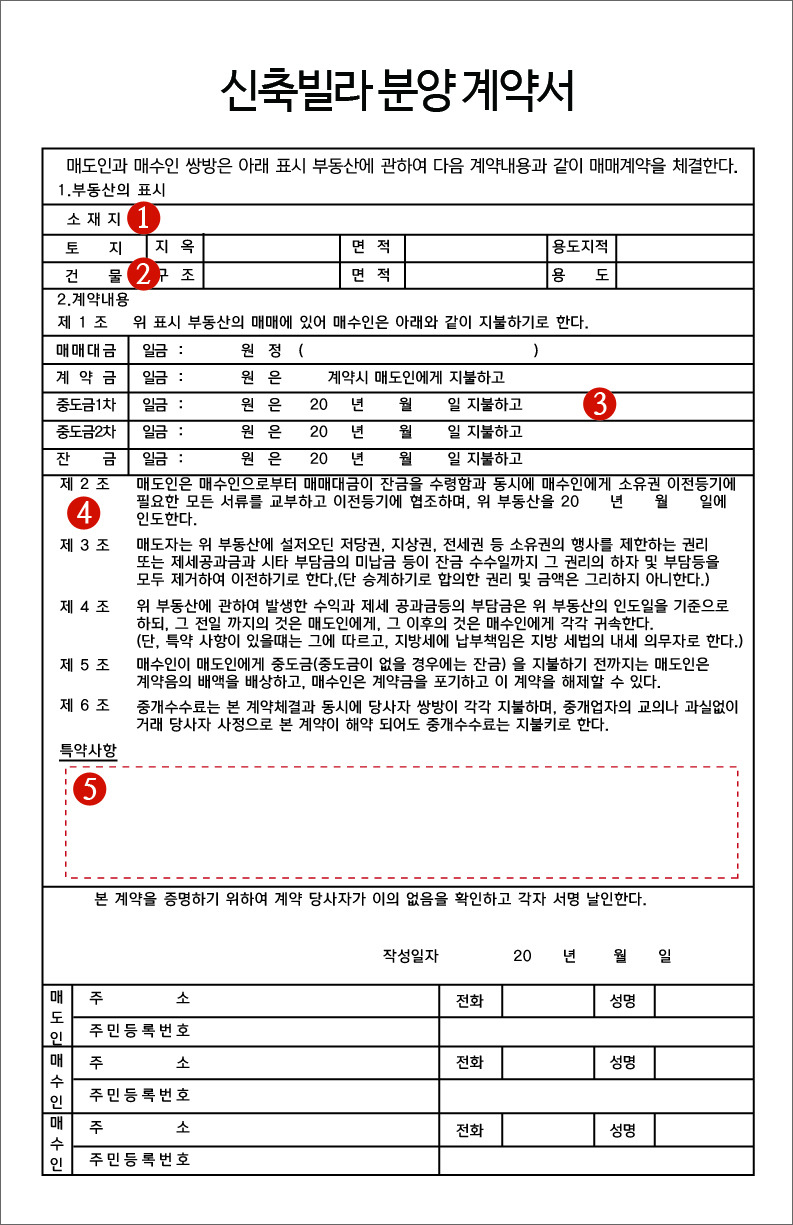 신축빌라 분양 계약서
매도인과 매수인 쌍방은 아래 표시 부동산에 관하여 다음 계약내용과 같이 매매계약을 체결한다.
1.부동산의 표시
소 재 지 1
토 지 지 옥 면 적 용도지적
건 물 2 구 조 면 적 용 도
2.계약내용
제 1 조 위 표시 부동산의 매매에 있어 매수인은 아래와 같이 지불하기로 한다.
매매대금 일금 : 원 정 ( )
계 약 금 일금 : 원 은 계약시 매도인에게 지불하고
중도금1차 일금 : 원 은 20 년 월 일 지불하고 3
중도금2차 일금 : 원 은 20 년 월 일 지불하고
잔 금 일금 : 원 은 20 년 월 일 지불하고
제 2 조 매도인은 매수인으로부터 매매대금이 잔금을 수령함과 동시에 매수인에게 소유권 이전등기에
필요한 모든 서류를 교부하고 이전등기에 협조하며, 위 부동산을 20 년 월 일에
4 인도한다.
제 3 조 매도자는 위 부동산에 설저오딘 저당권, 지상권, 전세권 등 소유권의 행사를 제한하는 권리
또는 제세공과금과 시타 부담금의 미납금 등이 잔금 수수일까지 그 권리의 하자 및 부담등을
모두 제거하여 이전하기로 한다.(단 승계하기로 합의한 권리 및 금액은 그리하지 아니한다.)
제 4 조 위 부동산에 관하여 발생한 수익과 제세 공과금등의 부담금은 위 부동산의 인도일을 기준으로
하되, 그 전일 까지의 것은 매도인에게, 그 이후의 것은 매수인에게 각각 귀속한다.
(단, 특약 사항이 있을떄는 그에 따르고, 지방세에 납부책임은 지방 세법의 내세 의무자로 한다.)
제 5 조 매수인이 매도인에게 중도금(중도금이 없을 경우에는 잔금) 을 지불하기 전까지는 매도인은
계약음의 배액을 배상하고, 매수인은 계약금을 포기하고 이 계약을 해제할 수 있다.
제 6 조 중개수수료는 본 계약체결과 동시에 당사자 쌍방이 각각 지불하며, 중개업자의 교의나 과실없이
거래 당사자 사정으로 본 계약이 해약 되어도 중개수수료는 지불키로 한다.
특약사항
5
본 계약을 증명하기 위하여 계약 당사자가 이의 없음을 확인하고 각자 서명 날인한다.
작성일자 20 년 월 일
매도인 주 소 전화 성명
주민등록번호
매수인 주 소 전화 성명
주민등록번호
매수인 주 소 전화 성명
주민등록번호